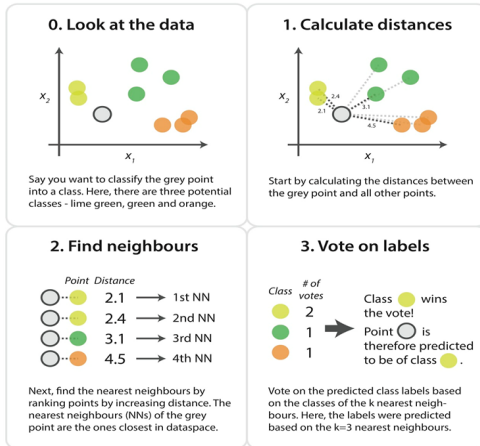 0. Look at the data
x2
x1
Say you want to classify the grey point
into a class. Here, there are three potential
classes - lime green, green and orange.
1. Calculate distances
x2
2.4
2.1
3.1
4.5
x1
Start by calculating the distances between
the grey point and all other points.
2. Find neighbours
Point Distance
2.1 1st NN
2.4 2nd NN
3.1 3rd NN
4.5 4th NN
Next, find the nearest neighbours by
ranking points by increasing distance. The
nearest neighbours (NNs) of the grey
point are the ones closest in dataspace.
3. Vote on labels
Class # of votes
2
1
1
Class wins
the vote!
Point is
therefore predicted
to be of class .
Vote on the predicted class labels based
on the classes of the k nearest neigh-
bours. Here, the labels were predicted
based on the k=3 nearest neighbours.